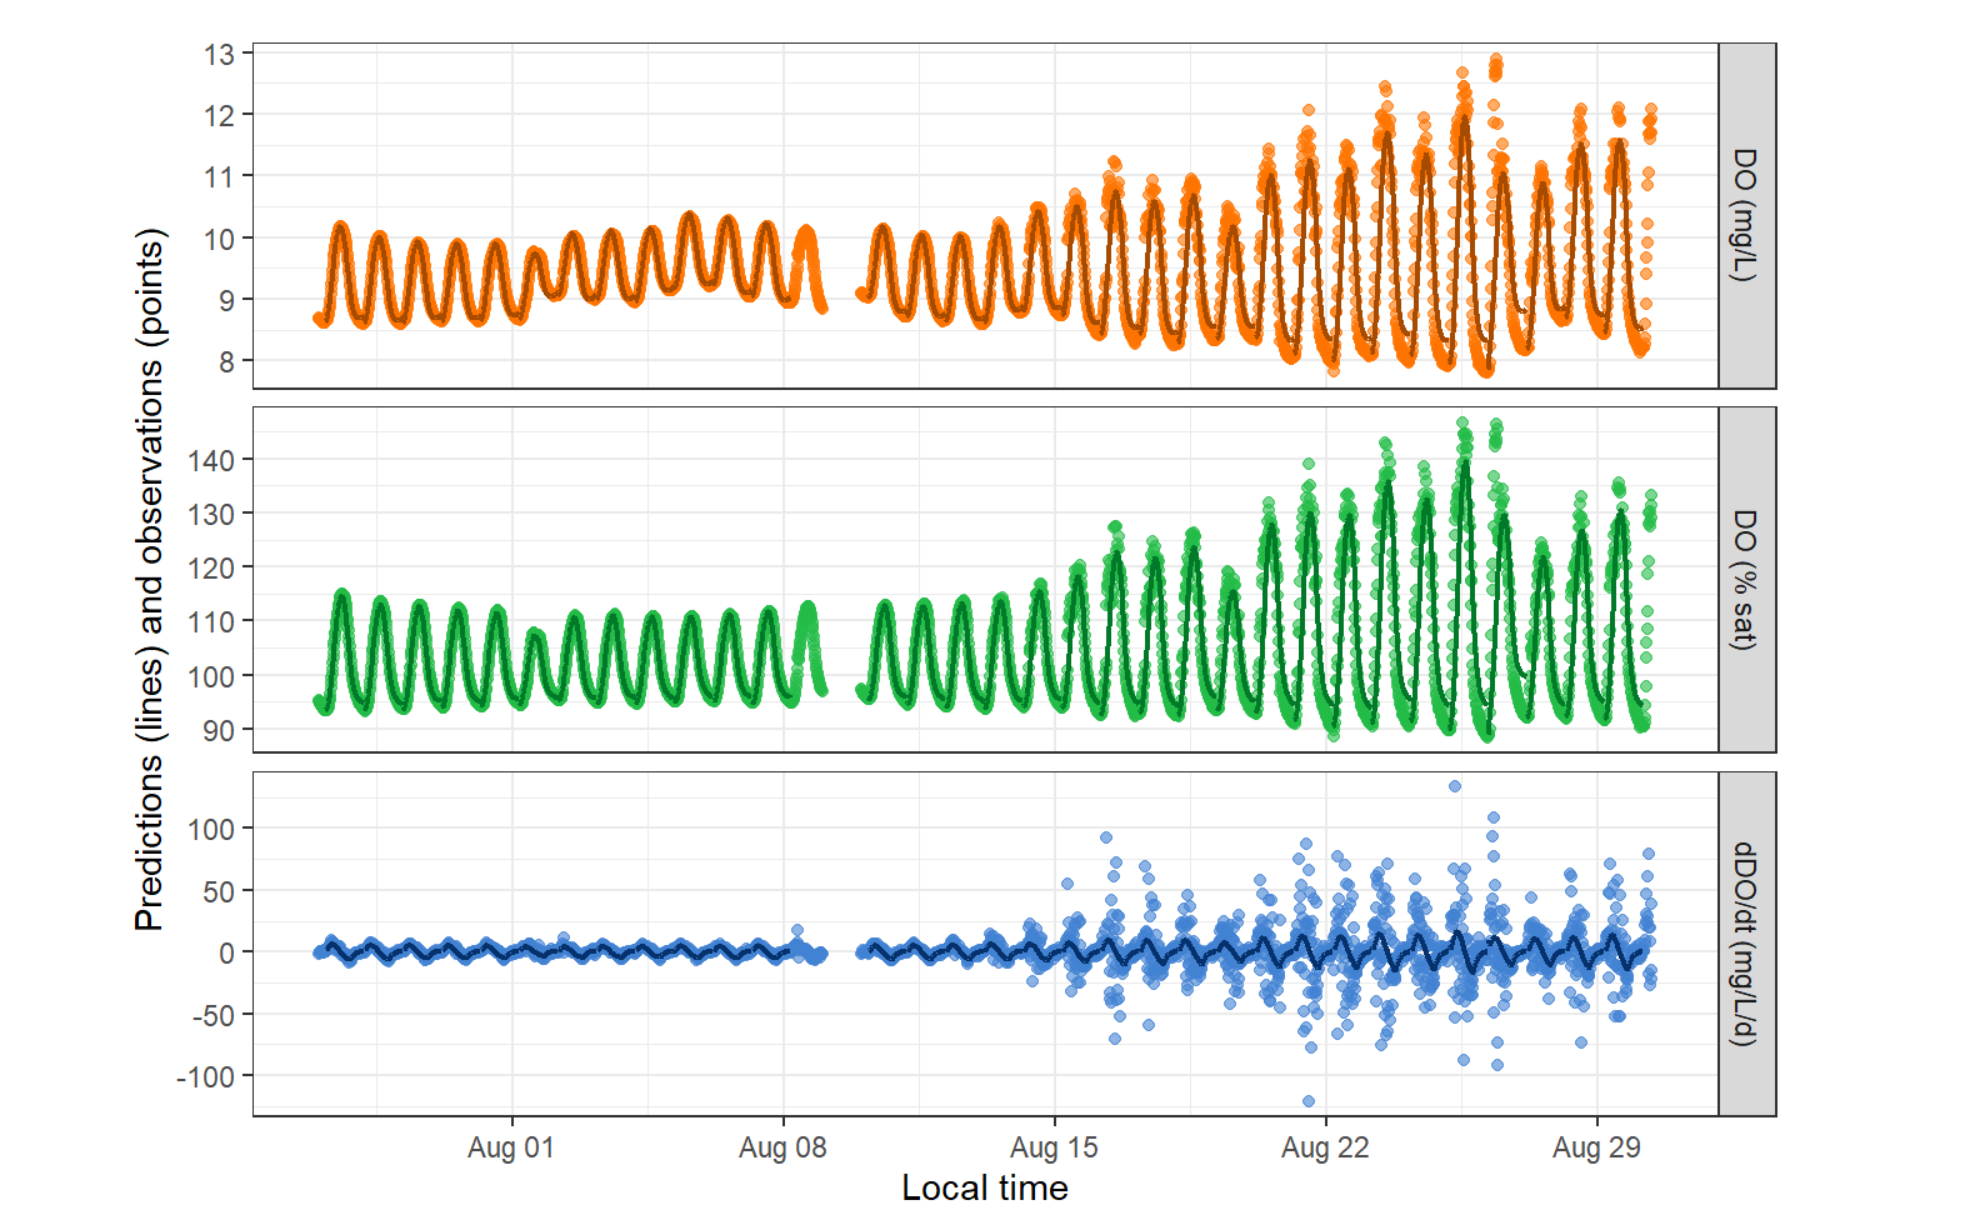 Predictions (lines) and observations (points)
13
12
11
10
9
8
DO (mg/L)
140
130
120
110
100
90
DO (% sat)
100
50
0
-50
-100
dDO/dt (mg/L/d)
Aug 01 Aug 08 Aug 15 Aug 22 Aug 29
Local time